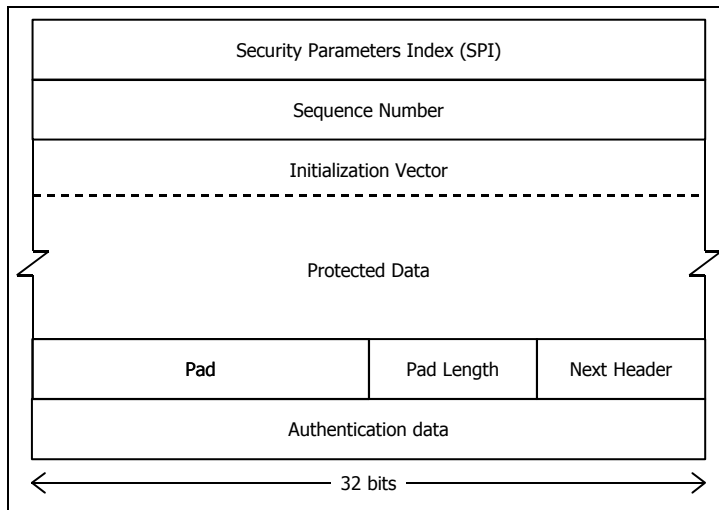 Security Parameters Index (SPI)
Sequence Number
Initialization Vector
Protected Data
Pad
Pad Length
Next Header
Authentication data
32 bits